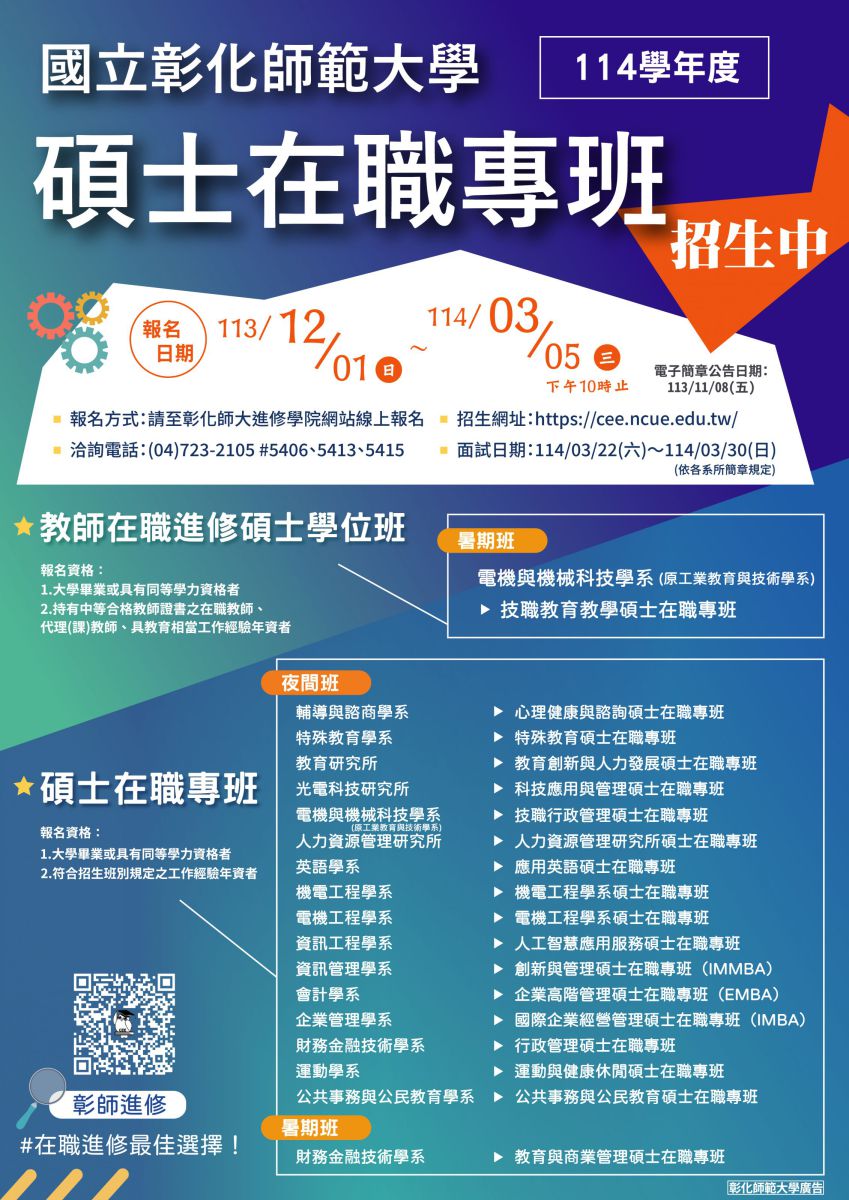 國立彰化師範大學
114學年度
碩士在職專班
招生中
報名
日期
113/ 12/01 日 ~ 114/ 03/05 三
下午10時止
電子簡章公告日期:
113/11/08(五)
報名方式:請至彰化師大進修學院網站線上報名
招生網址:https://cee.ncue.edu.tw/
洽詢電話:(04)723-2105 #5406、5413、5415
面試日期:114/03/22(六)～114/03/30(日)
(依各系所簡章規定)
教師在職進修碩士學位班
報名資格：
1.大學畢業或具有同等學力資格者
2.持有中等合格教師證書之在職教師、
代理(課)教師、具教育相當工作經驗年資者
暑期班
電機與機械科技學系 (原工業教育與技術學系)
▶ 技職教育教學碩士在職專班
碩士在職專班
報名資格：
1.大學畢業或具有同等學力資格者
2.符合招生班別規定之工作經驗年資者
夜間班
輔導與諮商學系 ▶ 心理健康與諮詢碩士在職專班
特殊教育學系 ▶ 特殊教育碩士在職專班
教育研究所 ▶ 教育創新與人力發展碩士在職專班
光電科技研究所 ▶ 科技應用與管理碩士在職專班
電機與機械科技學系 ▶ 技職行政管理碩士在職專班
(原工業教育與技術學系)
人力資源管理研究所 ▶ 人力資源管理研究所碩士在職專班
英語學系 ▶ 應用英語碩士在職專班
機電工程學系 ▶ 機電工程學系碩士在職專班
電機工程學系 ▶ 電機工程學系碩士在職專班
資訊工程學系 ▶ 人工智慧應用服務碩士在職專班
資訊管理學系 ▶ 創新與管理碩士在職專班（IMMBA）
會計學系 ▶ 企業高階管理碩士在職專班（EMBA）
企業管理學系 ▶ 國際企業經營管理碩士在職專班（IMBA）
財務金融技術學系 ▶ 行政管理碩士在職專班
運動學系 ▶ 運動與健康休閒碩士在職專班
公共事務與公民教育學系 ▶ 公共事務與公民教育碩士在職專班
暑期班
財務金融技術學系 ▶ 教育與商業管理碩士在職專班
彰師進修
#在職進修最佳選擇！
彰化師範大學廣告